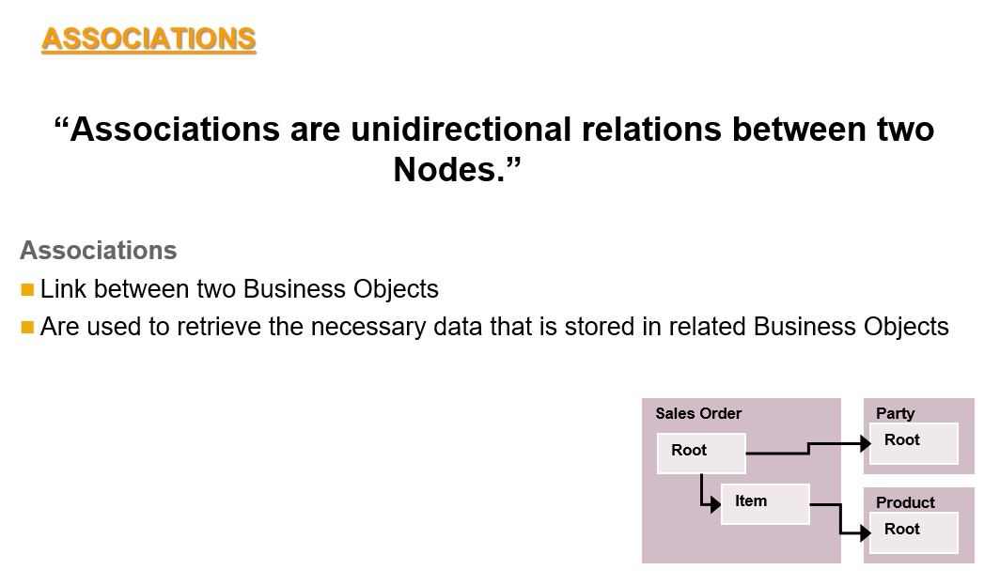 ASSOCIATIONS
“Associations are unidirectional relations between two
Nodes.”
Associations
Link between two Business Objects
Are used to retrieve the necessary data that is stored in related Business Objects
Sales Order
Root
Item
Party
Root
Product
Root